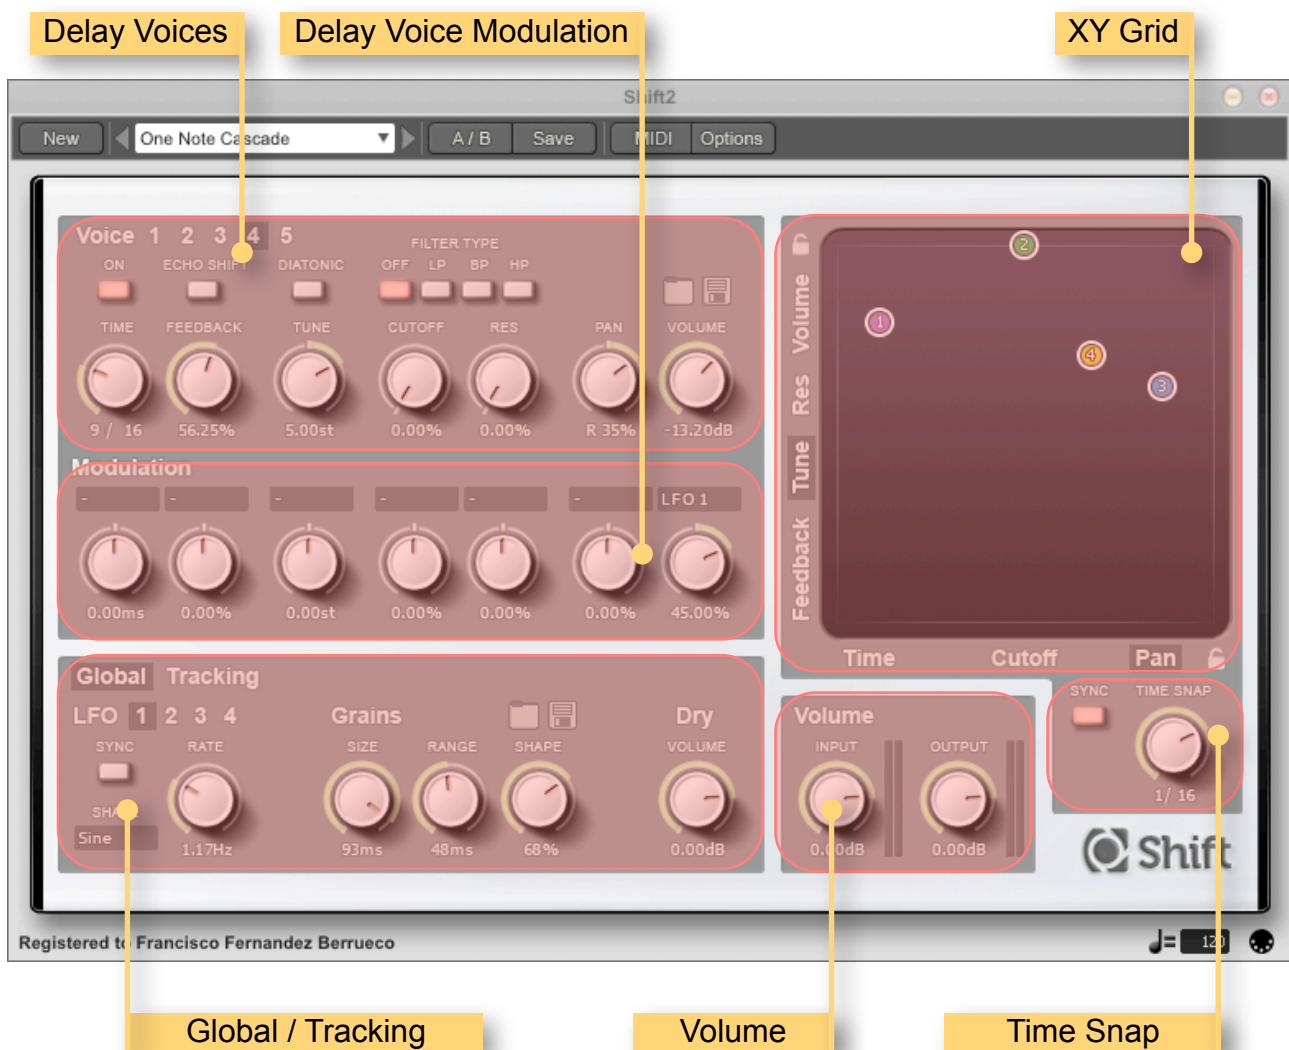 Delay Voices
Delay Voice Modulation
XY Grid
Shift2
New
One Note Cascade
A / B
Save
MIDI
Options
Voice 1 2 3 4 5
FILTER TYPE
ON ECHO SHIFT DIATONIC OFF LP BP HP
TIME FEEDBACK TUNE CUTOFF RES PAN VOLUME
9 / 16 56.25% 5.00st 0.00% 0.00% R 35% -13.20dB
Modulation
- - - - - - LFO 1
0.00ms 0.00% 0.00st 0.00% 0.00% 0.00% 45.00%
Volume
Res
Tune
Feedback
2
1
4
3
Time Cutoff Pan
Global Tracking
LFO 1 2 3 4 Grains Dry
SYNC RATE SIZE RANGE SHAPE VOLUME
SHAPE
Sine
1.17Hz 93ms 48ms 68% 0.00dB
Volume
INPUT OUTPUT
0.00dB 0.00dB
SYNC TIME SNAP
1/ 16
Shift
Registered to Francisco Fernandez Berrueco
= 120
Global / Tracking
Volume
Time Snap